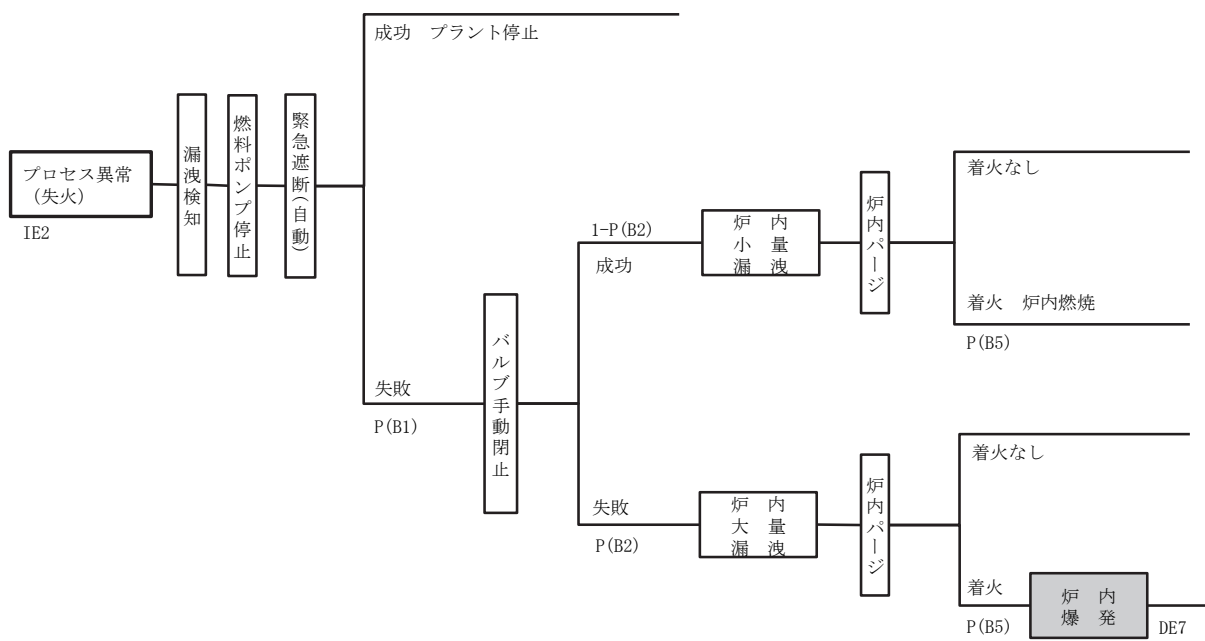 プロセス異常
（失火）
IE2
漏洩検知
燃料ポンプ停止
緊急遮断(自動)
成功　プラント停止
失敗
P(B1)
バルブ手動閉止
1-P(B2)
成功
炉　内
小　量
漏　洩
炉内パージ
着火なし
着火　炉内燃焼
P(B5)
失敗
P(B2)
炉　内
大　量
漏　洩
炉内パージ
着火なし
着火
P(B5)
炉　内
爆　発
DE7